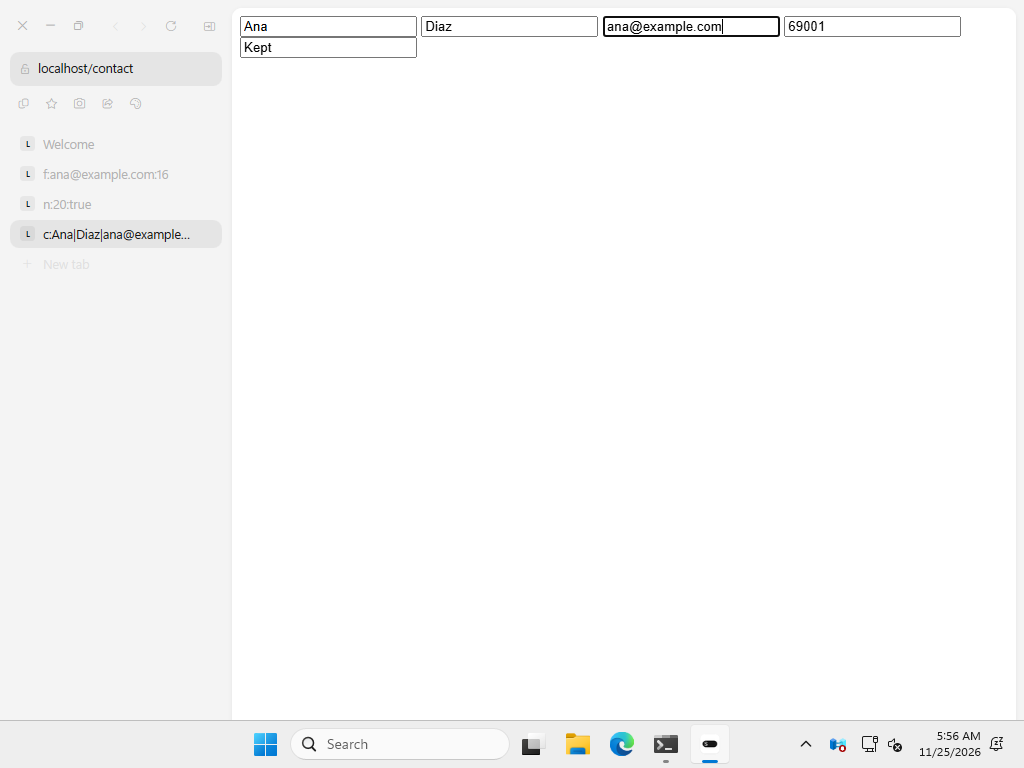 Ana
Diaz
ana@example.com
69001
Kept
localhost/contact
L Welcome
L f:ana@example.com:16
L n:20:true
L c:Ana|Diaz|ana@example...
+ New tab
Search
5:56 AM
11/25/2026